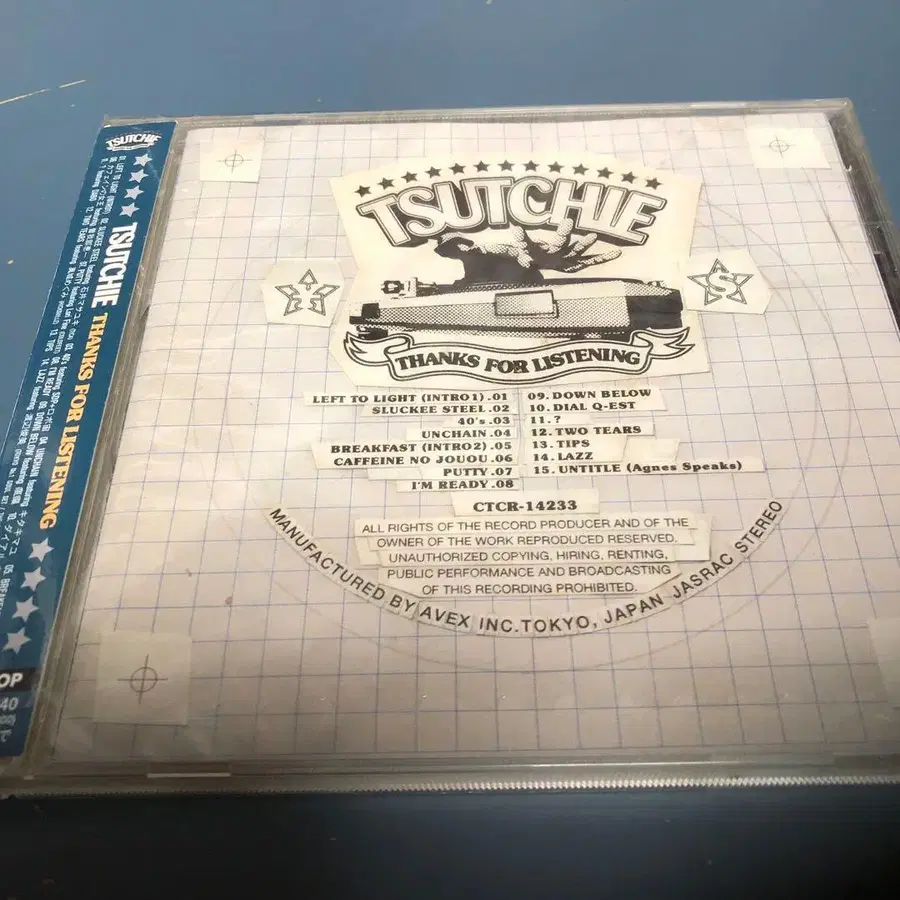 TSUTCHIE
THANKS FOR LISTENING
LEFT TO LIGHT (INTRO1) .01
SLUCKEE STEEL .02
40's .03
UNCHAIN .04
BREAKFAST (INTRO2) .05
CAFFEINE NO JOUOU .06
PUTTY .07
I'M READY .08
09. DOWN BELOW
10. DIAL Q-EST
11. ?
12. TWO TEARS
13. TIPS
14. LAZZ
15. UNTITLE (Agnes Speaks)
CTCR-14233
ALL RIGHTS OF THE RECORD PRODUCER AND OF THE
OWNER OF THE WORK REPRODUCED RESERVED.
UNAUTHORIZED COPYING, HIRING, RENTING,
PUBLIC PERFORMANCE AND BROADCASTING
OF THIS RECORDING PROHIBITED.
MANUFACTURED BY AVEX INC. TOKYO, JAPAN JASRAC STEREO
S
TSUTCHIE
TSUTCHIE THANKS FOR LISTENING
OP
40